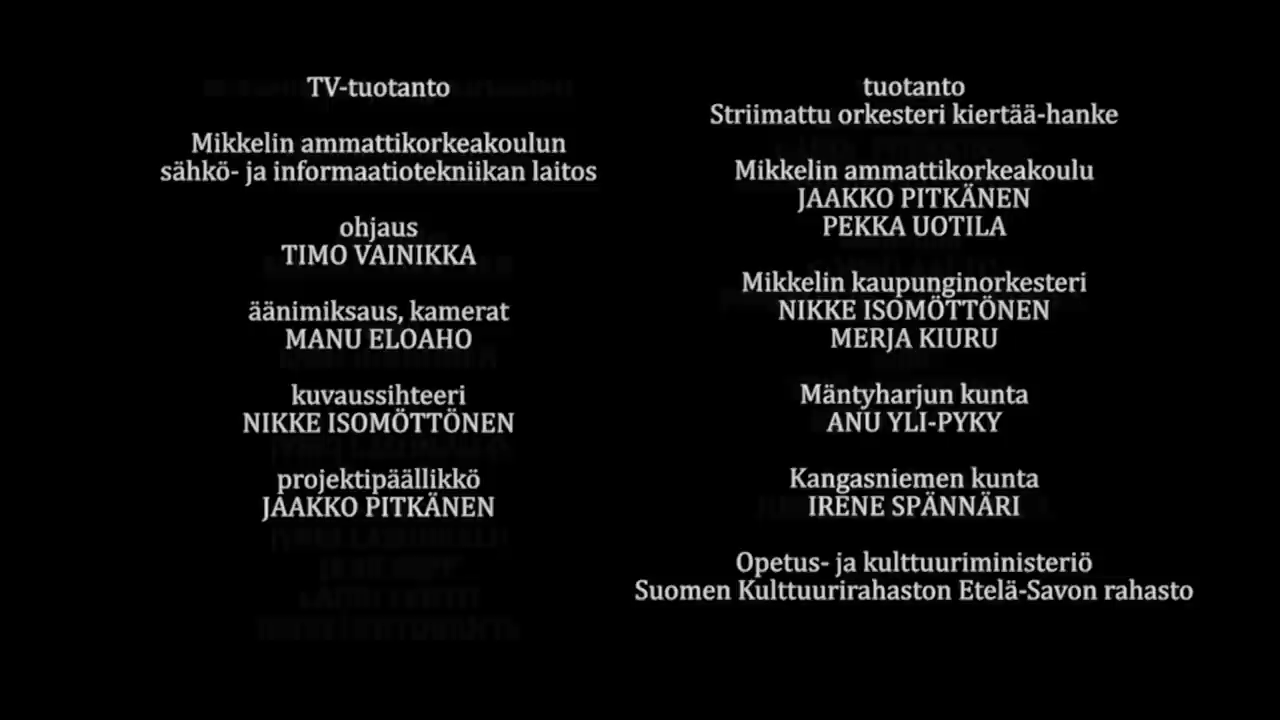 TV-tuotanto
Mikkelin ammattikorkeakoulun
sähkö- ja informaatiotekniikan laitos
ohjaus
TIMO VAINIKKA
äänimiksaus, kamerat
MANU ELOAHO
kuvaussihteeri
NIKKE ISOMÖTTÖNEN
projektipäällikkö
JAAKKO PITKÄNEN
tuotanto
Striimattu orkesteri kiertää-hanke
Mikkelin ammattikorkeakoulu
JAAKKO PITKÄNEN
PEKKA UOTILA
Mikkelin kaupunginorkesteri
NIKKE ISOMÖTTÖNEN
MERJA KIURU
Mäntyharjun kunta
ANU YLI-PYKY
Kangasniemen kunta
IRENE SPÄNNÄRI
Opetus- ja kulttuuriministeriö
Suomen Kulttuurirahaston Etelä-Savon rahasto